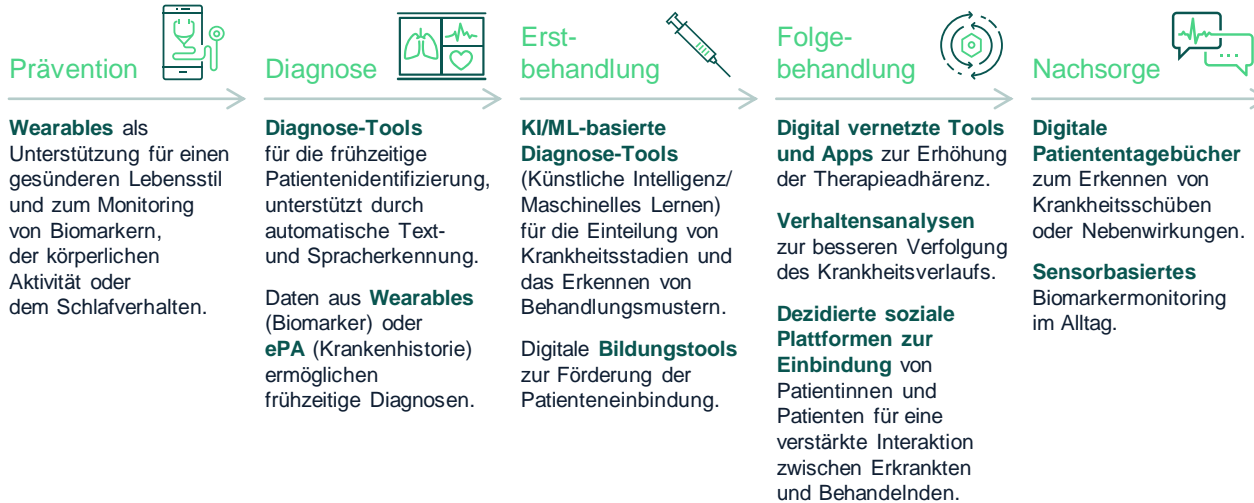 Prävention
Wearables als
Unterstützung für einen
gesünderen Lebensstil
und zum Monitoring
von Biomarkern,
der körperlichen
Aktivität oder
dem Schlafverhalten.
Diagnose
Diagnose-Tools
für die frühzeitige
Patientenidentifizierung,
unterstützt durch
automatische Text-
und Spracherkennung.
Daten aus Wearables
(Biomarker) oder
ePA (Krankenhistorie)
ermöglichen
frühzeitige Diagnosen.
Erst-
behandlung
KI/ML-basierte
Diagnose-Tools
(Künstliche Intelligenz/
Maschinelles Lernen)
für die Einteilung von
Krankheitsstadien und
das Erkennen von
Behandlungsmustern.
Digitale Bildungstools
zur Förderung der
Patienteneinbindung.
Folge-
behandlung
Digital vernetzte Tools
und Apps zur Erhöhung
der Therapieadhärenz.
Verhaltensanalysen
zur besseren Verfolgung
des Krankheitsverlaufs.
Dezidierte soziale
Plattformen zur
Einbindung von
Patientinnen und
Patienten für eine
verstärkte Interaktion
zwischen Erkrankten
und Behandelnden.
Nachsorge
Digitale
Patiententagebücher
zum Erkennen von
Krankheitsschüben
oder Nebenwirkungen.
Sensorbasiertes
Biomarkermonitoring
im Alltag.